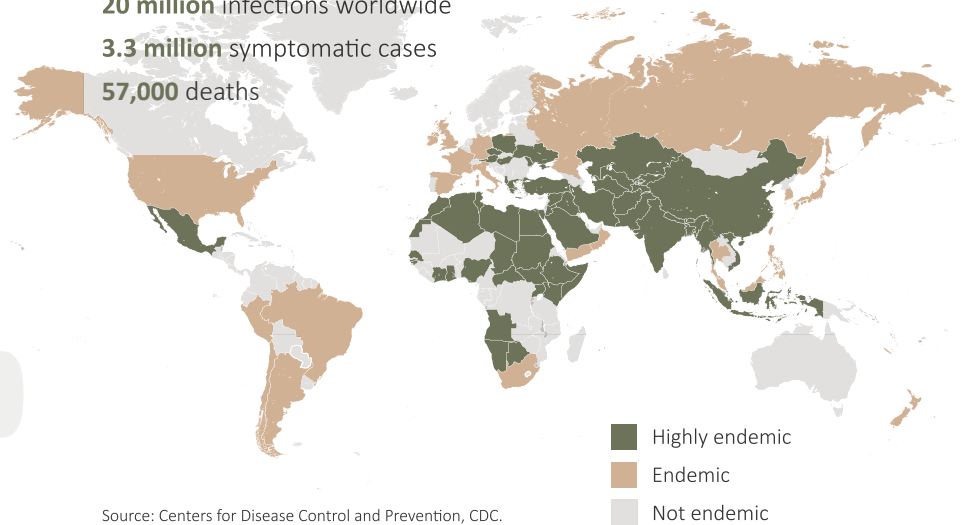 20 million infections worldwide
3.3 million symptomatic cases
57,000 deaths
Highly endemic
Endemic
Not endemic
Source: Centers for Disease Control and Prevention, CDC.